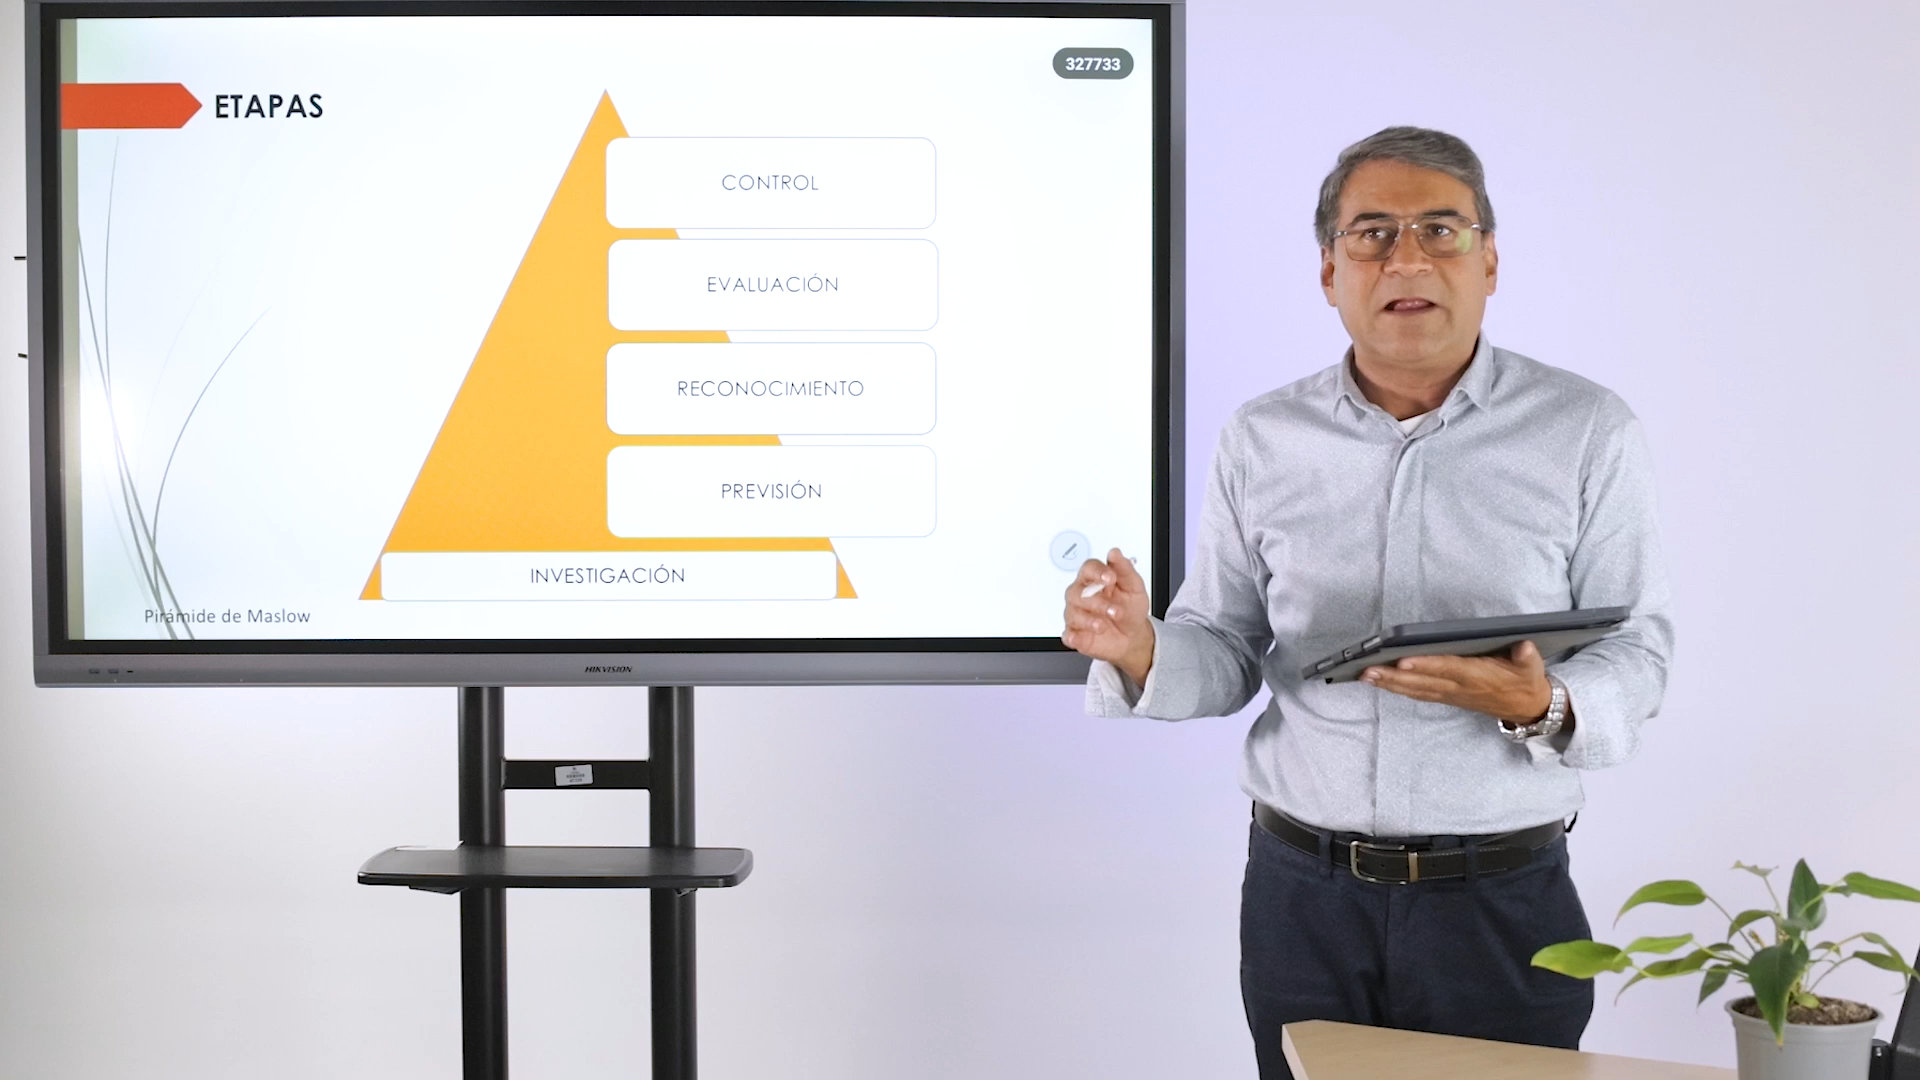 327733
ETAPAS
CONTROL
EVALUACIÓN
RECONOCIMIENTO
PREVISIÓN
INVESTIGACIÓN
Pirámide de Maslow
HIKVISION